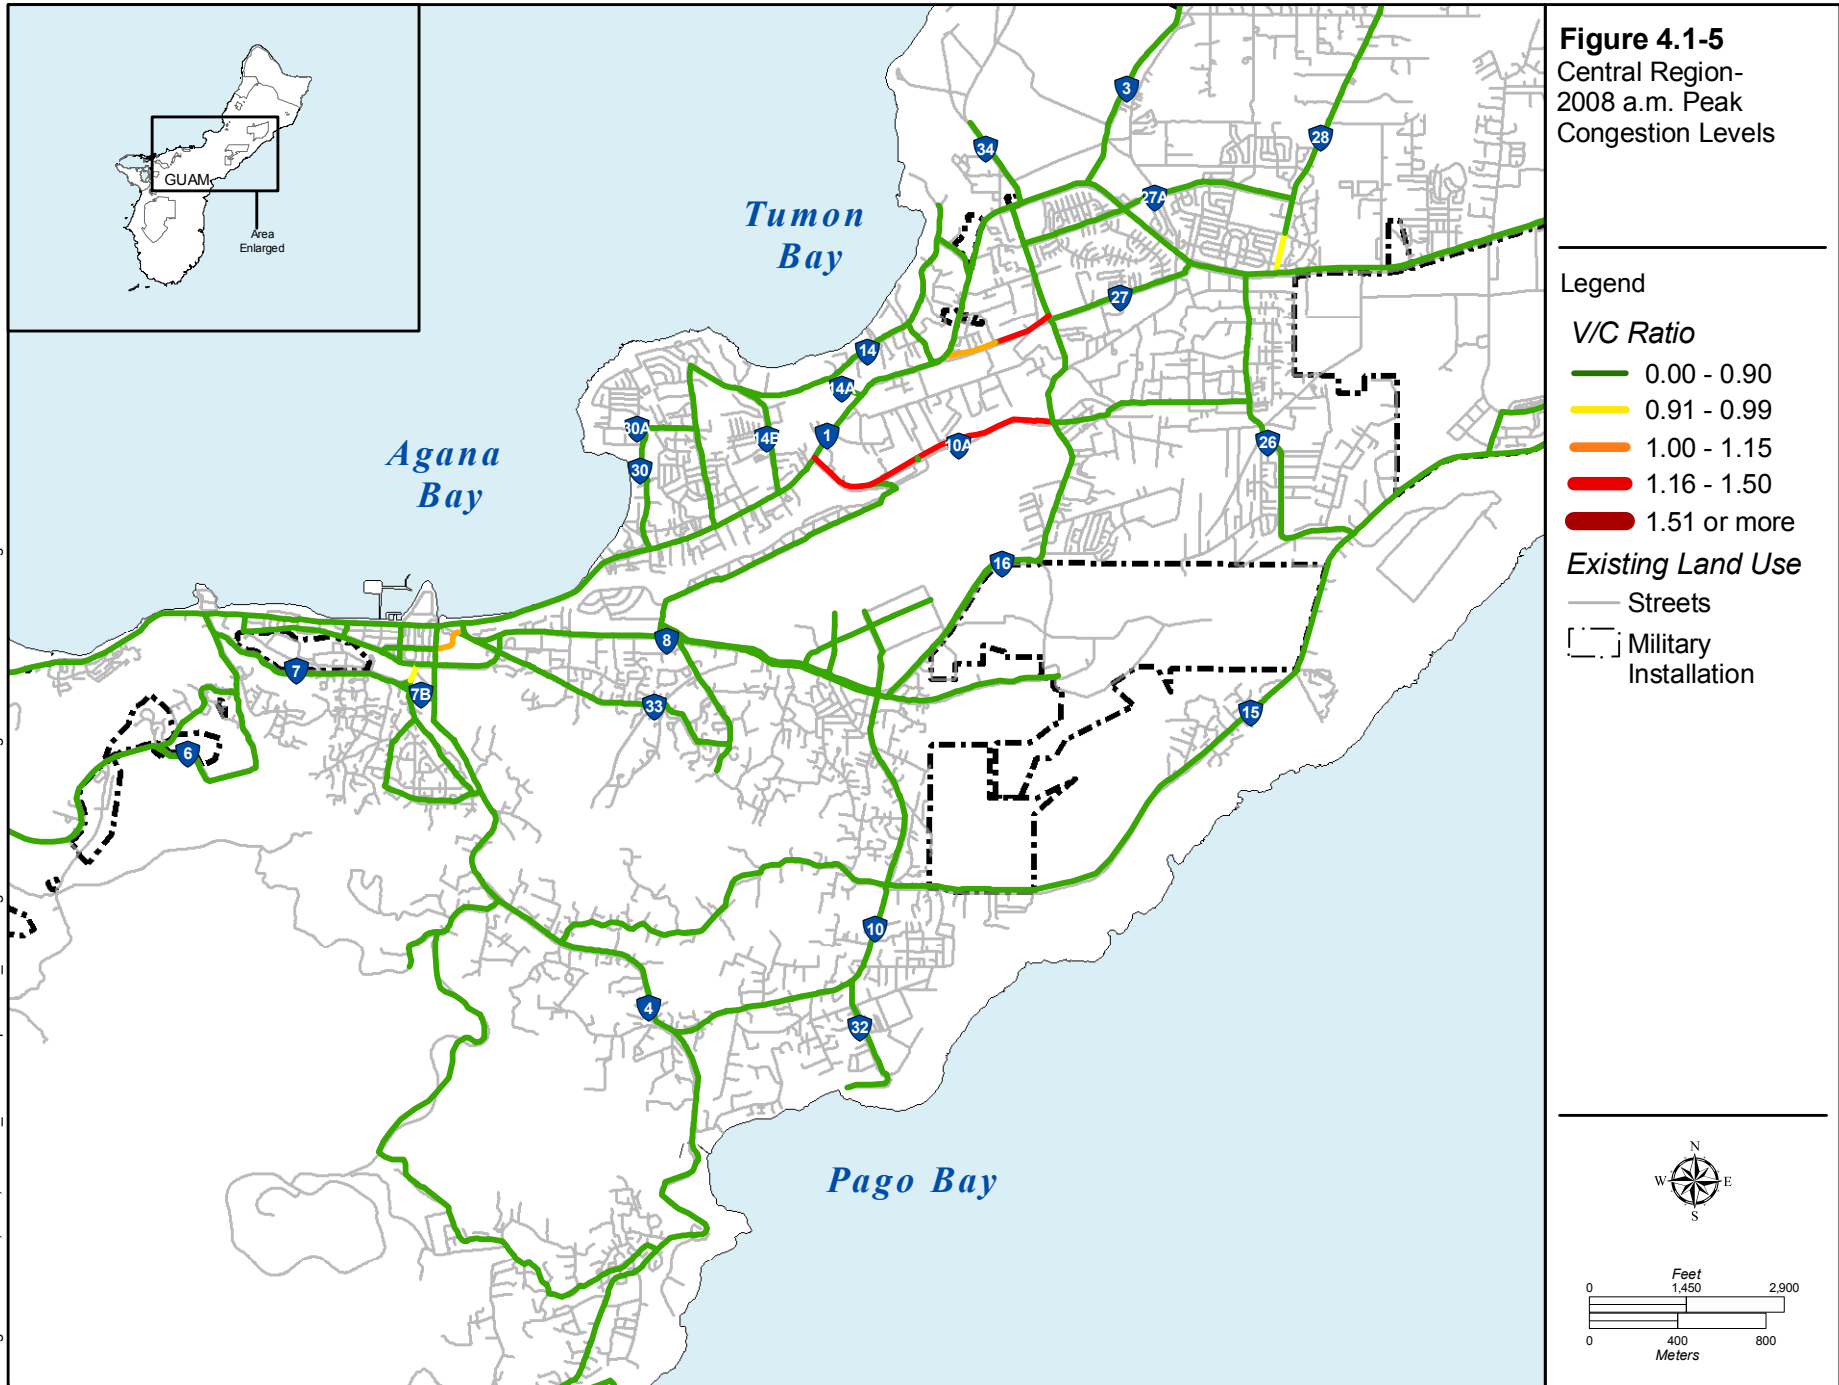 Figure 4.1-5
Central Region-
2008 a.m. Peak
Congestion Levels
Legend
V/C Ratio
0.00 - 0.90
0.91 - 0.99
1.00 - 1.15
1.16 - 1.50
1.51 or more
Existing Land Use
Streets
Military
Installation
N
W E
S
Feet
0 1,450 2,900
0 400 800
Meters
GUAM
Area
Enlarged
Tumon
Bay
Agana
Bay
Pago Bay
3
34
28
27A
27
14
14A
1
14B
10A
30A
30
26
16
8
7
7B
33
6
15
10
4
32